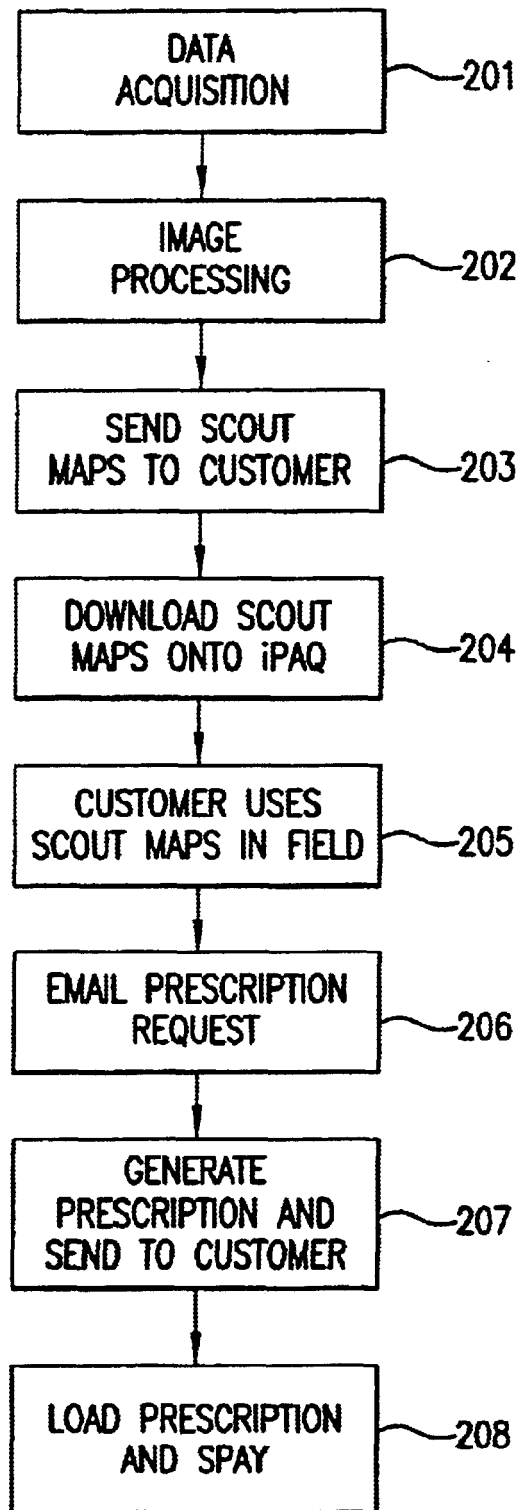 DATA
ACQUISITION
201
IMAGE
PROCESSING
202
SEND SCOUT
MAPS TO CUSTOMER
203
DOWNLOAD SCOUT
MAPS ONTO iPAQ
204
CUSTOMER USES
SCOUT MAPS IN FIELD
205
EMAIL PRESCRIPTION
REQUEST
206
GENERATE
PRESCRIPTION AND
SEND TO CUSTOMER
207
LOAD PRESCRIPTION
AND SPAY
208